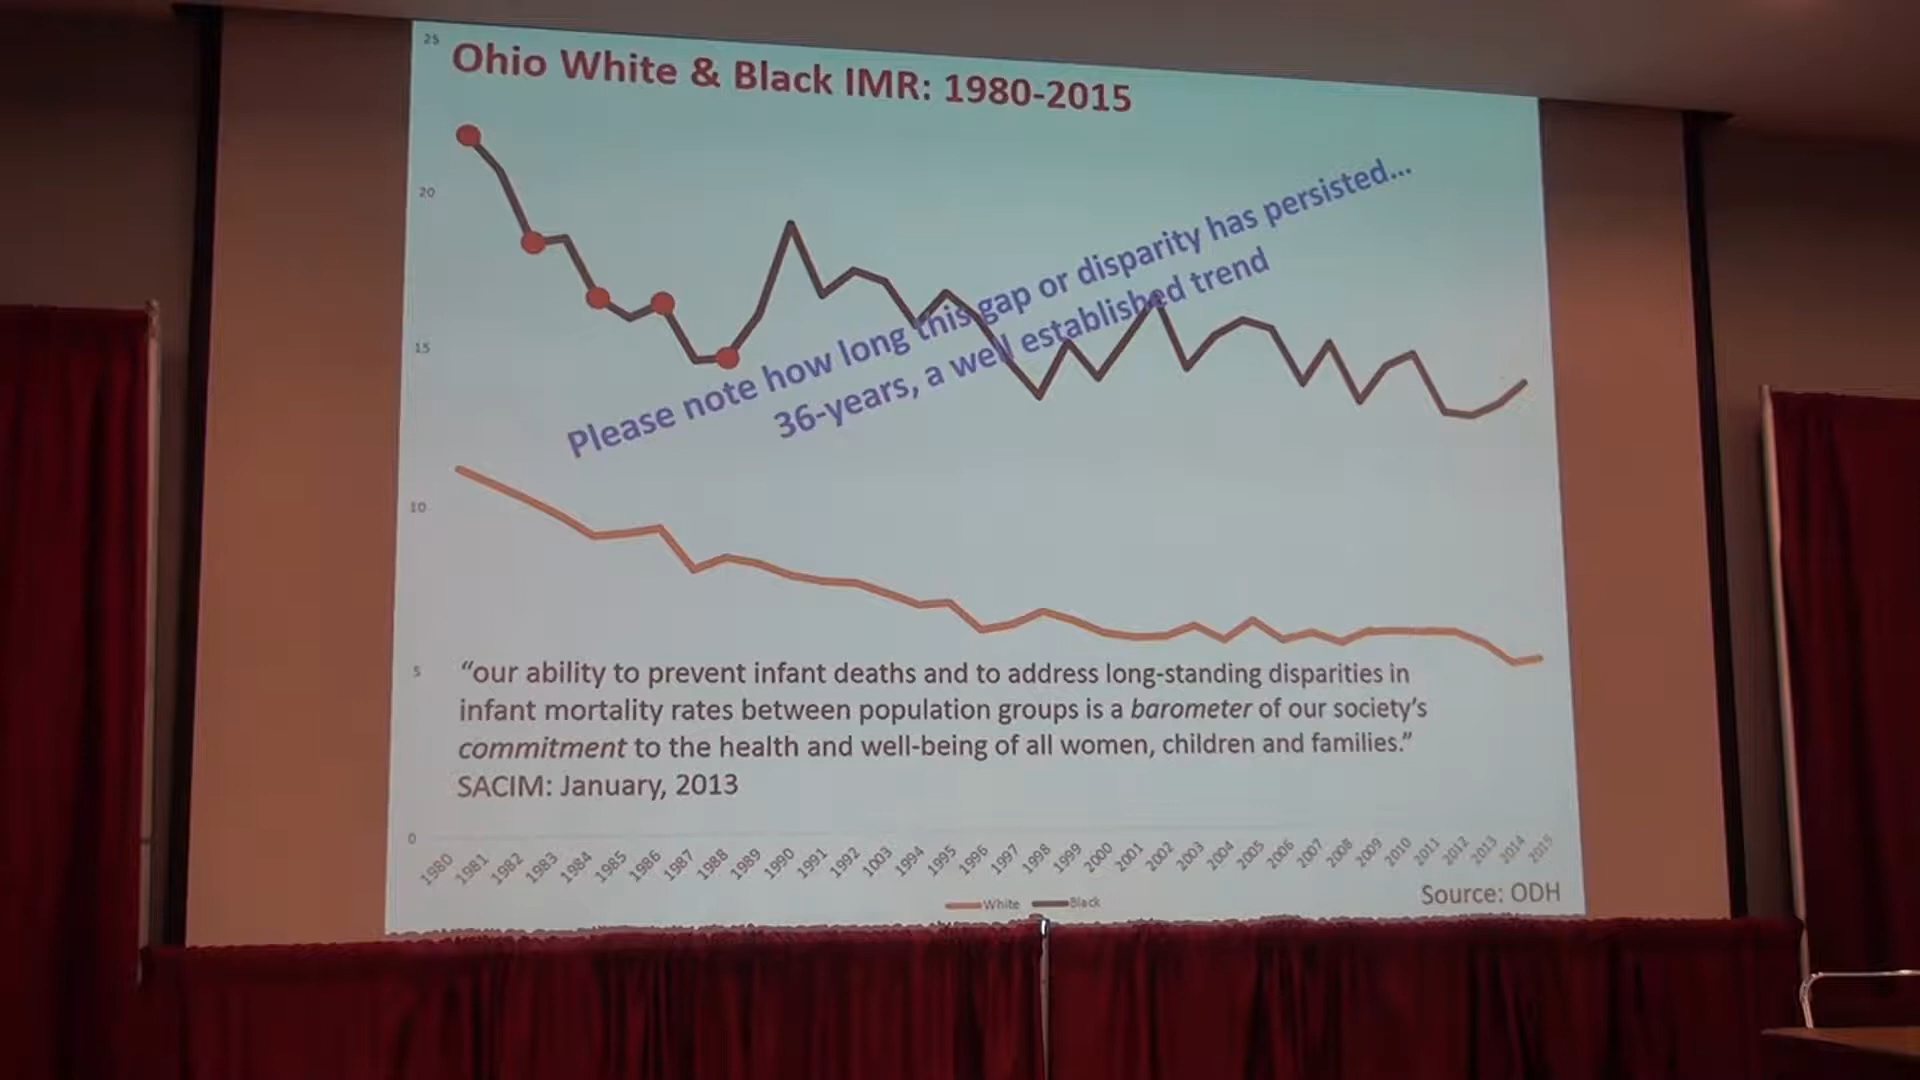 25
Ohio White & Black IMR: 1980-2015
20
Please note how long this gap or disparity has persisted...
36-years, a well established trend
15
10
5
“our ability to prevent infant deaths and to address long-standing disparities in
infant mortality rates between population groups is a barometer of our society’s
commitment to the health and well-being of all women, children and families.”
SACIM: January, 2013
0
1980 1981 1982 1983 1984 1985 1986 1987 1988 1989 1990 1991 1992 1003 1994 1995 1996 1997 1998 1999 2000 2001 2002 2003 2004 2005 2006 2007 2008 2009 2010 2011 2012 2013 2014 2015
Source: ODH
White Black